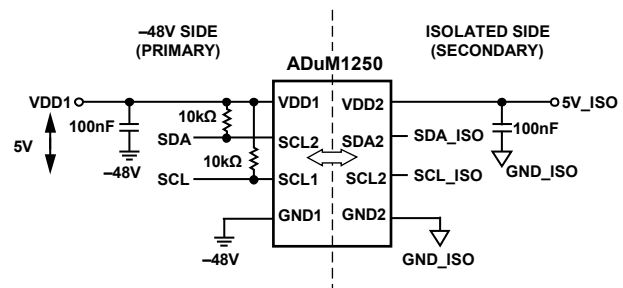 –48V SIDE
(PRIMARY)
ISOLATED SIDE
(SECONDARY)
ADuM1250
VDD1
VDD1
VDD2
5V_ISO
10kΩ
100nF
100nF
5V
SDA
SCL2
SDA2
SDA_ISO
–48V
10kΩ
GND_ISO
SCL
SCL1
SCL2
SCL_ISO
GND1
GND2
–48V
GND_ISO